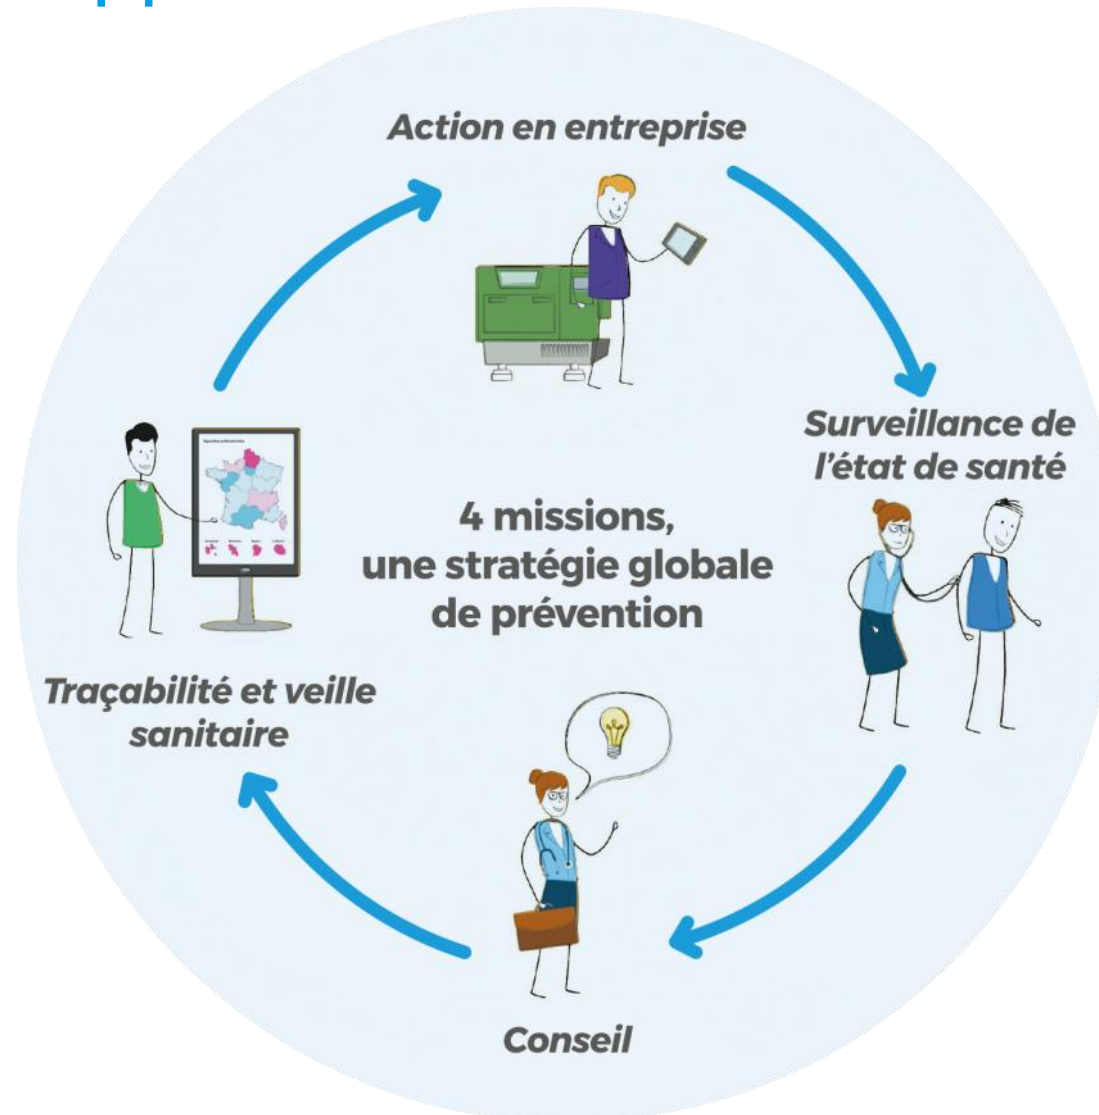 Action en entreprise
Surveillance de
l'état de santé
4 missions,
une stratégie globale
de prévention
Traçabilité et veille
sanitaire
Conseil